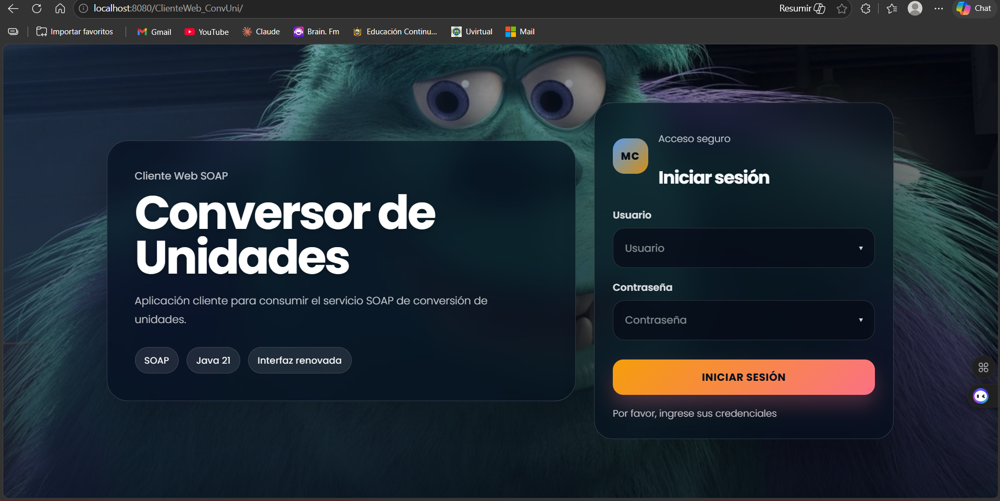 localhost:8080/ClienteWeb_ConvUni/
Resumir
Chat
Importar favoritos
Gmail
YouTube
Claude
Brain. Fm
Educación Continu...
Uvirtual
Mail
Cliente Web SOAP
Conversor de
Unidades
Aplicación cliente para consumir el servicio SOAP de conversión de
unidades.
SOAP
Java 21
Interfaz renovada
MC
Acceso seguro
Iniciar sesión
Usuario
Usuario
Contraseña
Contraseña
INICIAR SESIÓN
Por favor, ingrese sus credenciales